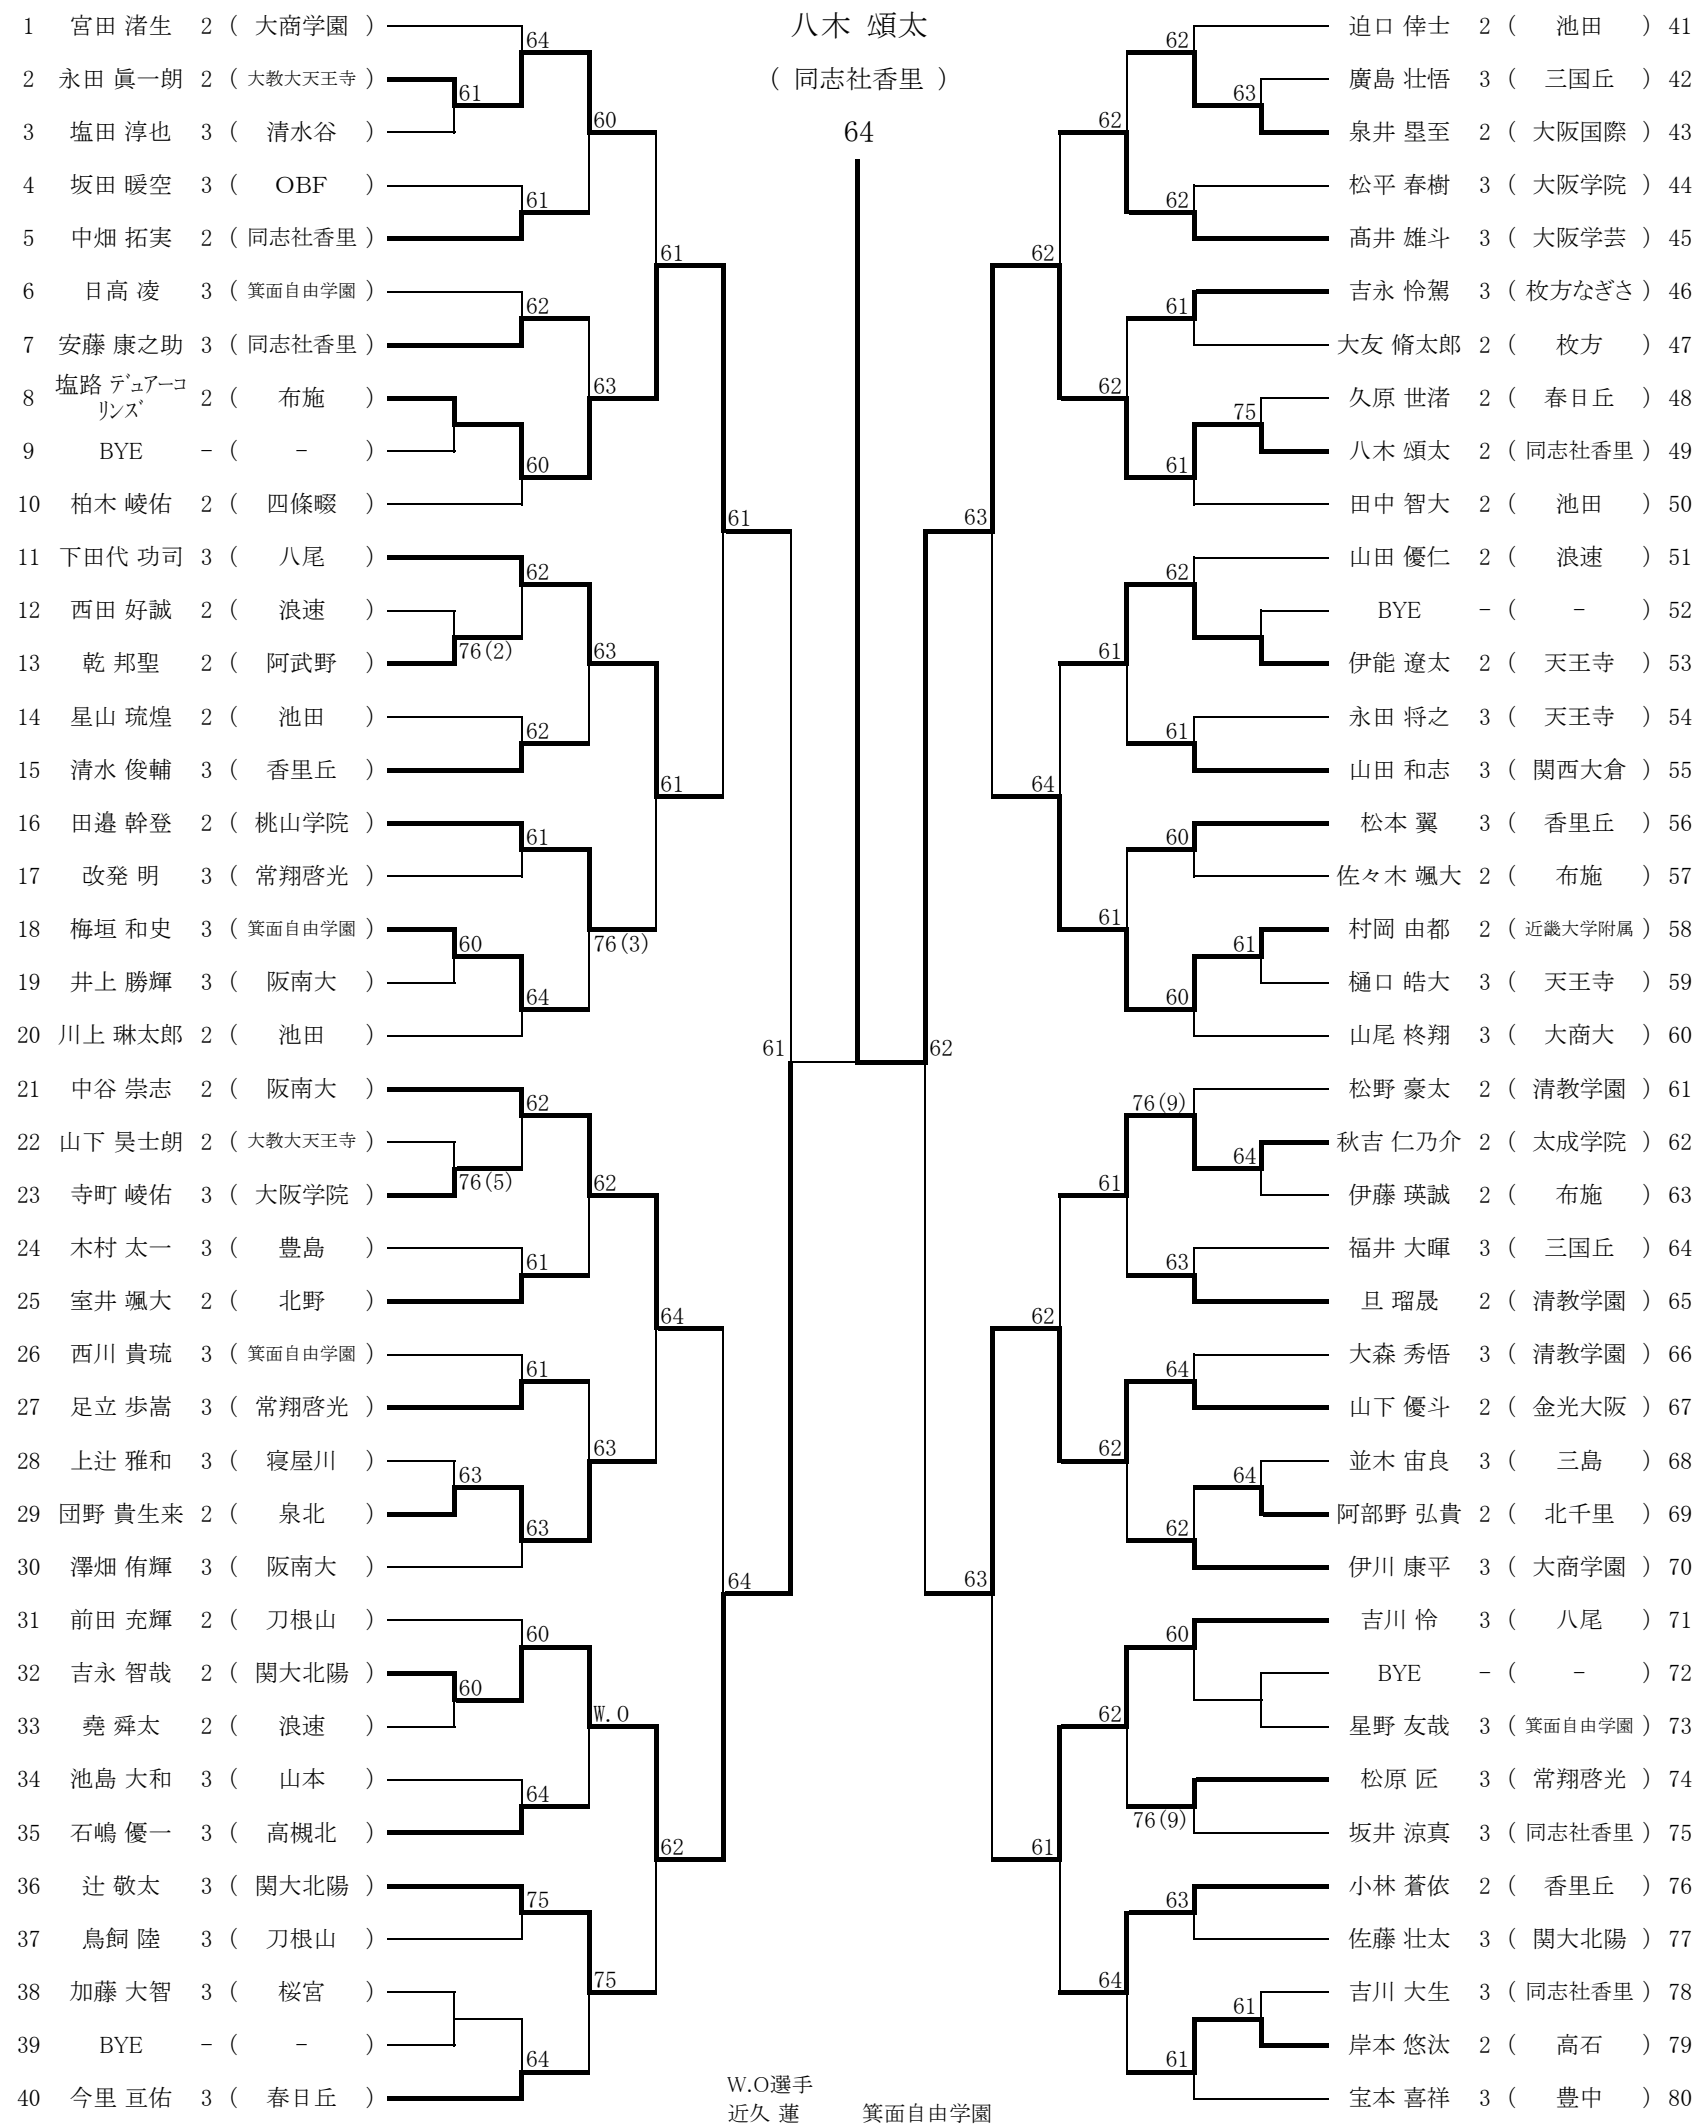 八木 頌太
( 同志社香里 )
64
1 宮田 渚生 2 ( 大商学園 )
2 永田 眞一朗 2 ( 大教大天王寺 )
3 塩田 淳也 3 ( 清水谷 )
4 坂田 暖空 3 ( OBF )
5 中畑 拓実 2 ( 同志社香里 )
6 日高 凌 3 ( 箕面自由学園 )
7 安藤 康之助 3 ( 同志社香里 )
8 塩路 デュアーコリンズ 2 ( 布施 )
9 BYE - ( - )
10 柏木 崚佑 2 ( 四條畷 )
11 下田代 功司 3 ( 八尾 )
12 西田 好誠 2 ( 浪速 )
13 乾 邦聖 2 ( 阿武野 )
14 星山 琉煌 2 ( 池田 )
15 清水 俊輔 3 ( 香里丘 )
16 田邉 幹登 2 ( 桃山学院 )
17 改発 明 3 ( 常翔啓光 )
18 梅垣 和史 3 ( 箕面自由学園 )
19 井上 勝輝 3 ( 阪南大 )
20 川上 琳太郎 2 ( 池田 )
21 中谷 崇志 2 ( 阪南大 )
22 山下 昊士朗 2 ( 大教大天王寺 )
23 寺町 崚佑 3 ( 大阪学院 )
24 木村 太一 3 ( 豊島 )
25 室井 颯大 2 ( 北野 )
26 西川 貴琉 3 ( 箕面自由学園 )
27 足立 歩嵩 3 ( 常翔啓光 )
28 上辻 雅和 3 ( 寝屋川 )
29 団野 貴生来 2 ( 泉北 )
30 澤畑 侑輝 3 ( 阪南大 )
31 前田 充輝 2 ( 刀根山 )
32 吉永 智哉 2 ( 関大北陽 )
33 堯 舜太 2 ( 浪速 )
34 池島 大和 3 ( 山本 )
35 石嶋 優一 3 ( 高槻北 )
36 辻 敬太 3 ( 関大北陽 )
37 鳥飼 陸 3 ( 刀根山 )
38 加藤 大智 3 ( 桜宮 )
39 BYE - ( - )
40 今里 亘佑 3 ( 春日丘 )
61
76(2)
60
60
76(5)
63
60
64
61
62
60
62
62
61
64
62
61
61
63
60
64
75
64
60
63
63
76(3)
62
63
W.O
75
61
61
64
62
61
64
61
62
63
63
62
64
62
61
62
61
62
61
61
62
61
64
63
75
61
64
64
61
62
62
61
61
62
61
60
60
76(9)
63
64
62
60
76(9)
63
61
迫口 倖士 2 ( 池田 ) 41
廣島 壮悟 3 ( 三国丘 ) 42
泉井 塁至 2 ( 大阪国際 ) 43
松平 春樹 3 ( 大阪学院 ) 44
髙井 雄斗 3 ( 大阪学芸 ) 45
吉永 怜駕 3 ( 枚方なぎさ ) 46
大友 脩太郎 2 ( 枚方 ) 47
久原 世渚 2 ( 春日丘 ) 48
八木 頌太 2 ( 同志社香里 ) 49
田中 智大 2 ( 池田 ) 50
山田 優仁 2 ( 浪速 ) 51
BYE - ( - ) 52
伊能 遼太 2 ( 天王寺 ) 53
永田 将之 3 ( 天王寺 ) 54
山田 和志 3 ( 関西大倉 ) 55
松本 翼 3 ( 香里丘 ) 56
佐々木 颯大 2 ( 布施 ) 57
村岡 由都 2 ( 近畿大学附属 ) 58
樋口 皓大 3 ( 天王寺 ) 59
山尾 柊翔 3 ( 大商大 ) 60
松野 豪太 2 ( 清教学園 ) 61
秋吉 仁乃介 2 ( 太成学院 ) 62
伊藤 瑛誠 2 ( 布施 ) 63
福井 大暉 3 ( 三国丘 ) 64
旦 瑠晟 2 ( 清教学園 ) 65
大森 秀悟 3 ( 清教学園 ) 66
山下 優斗 2 ( 金光大阪 ) 67
並木 宙良 3 ( 三島 ) 68
阿部野 弘貴 2 ( 北千里 ) 69
伊川 康平 3 ( 大商学園 ) 70
吉川 怜 3 ( 八尾 ) 71
BYE - ( - ) 72
星野 友哉 3 ( 箕面自由学園 ) 73
松原 匠 3 ( 常翔啓光 ) 74
坂井 涼真 3 ( 同志社香里 ) 75
小林 蒼依 2 ( 香里丘 ) 76
佐藤 壮太 3 ( 関大北陽 ) 77
吉川 大生 3 ( 同志社香里 ) 78
岸本 悠汰 2 ( 高石 ) 79
宝本 喜祥 3 ( 豊中 ) 80
W.O選手
近久 蓮 箕面自由学園